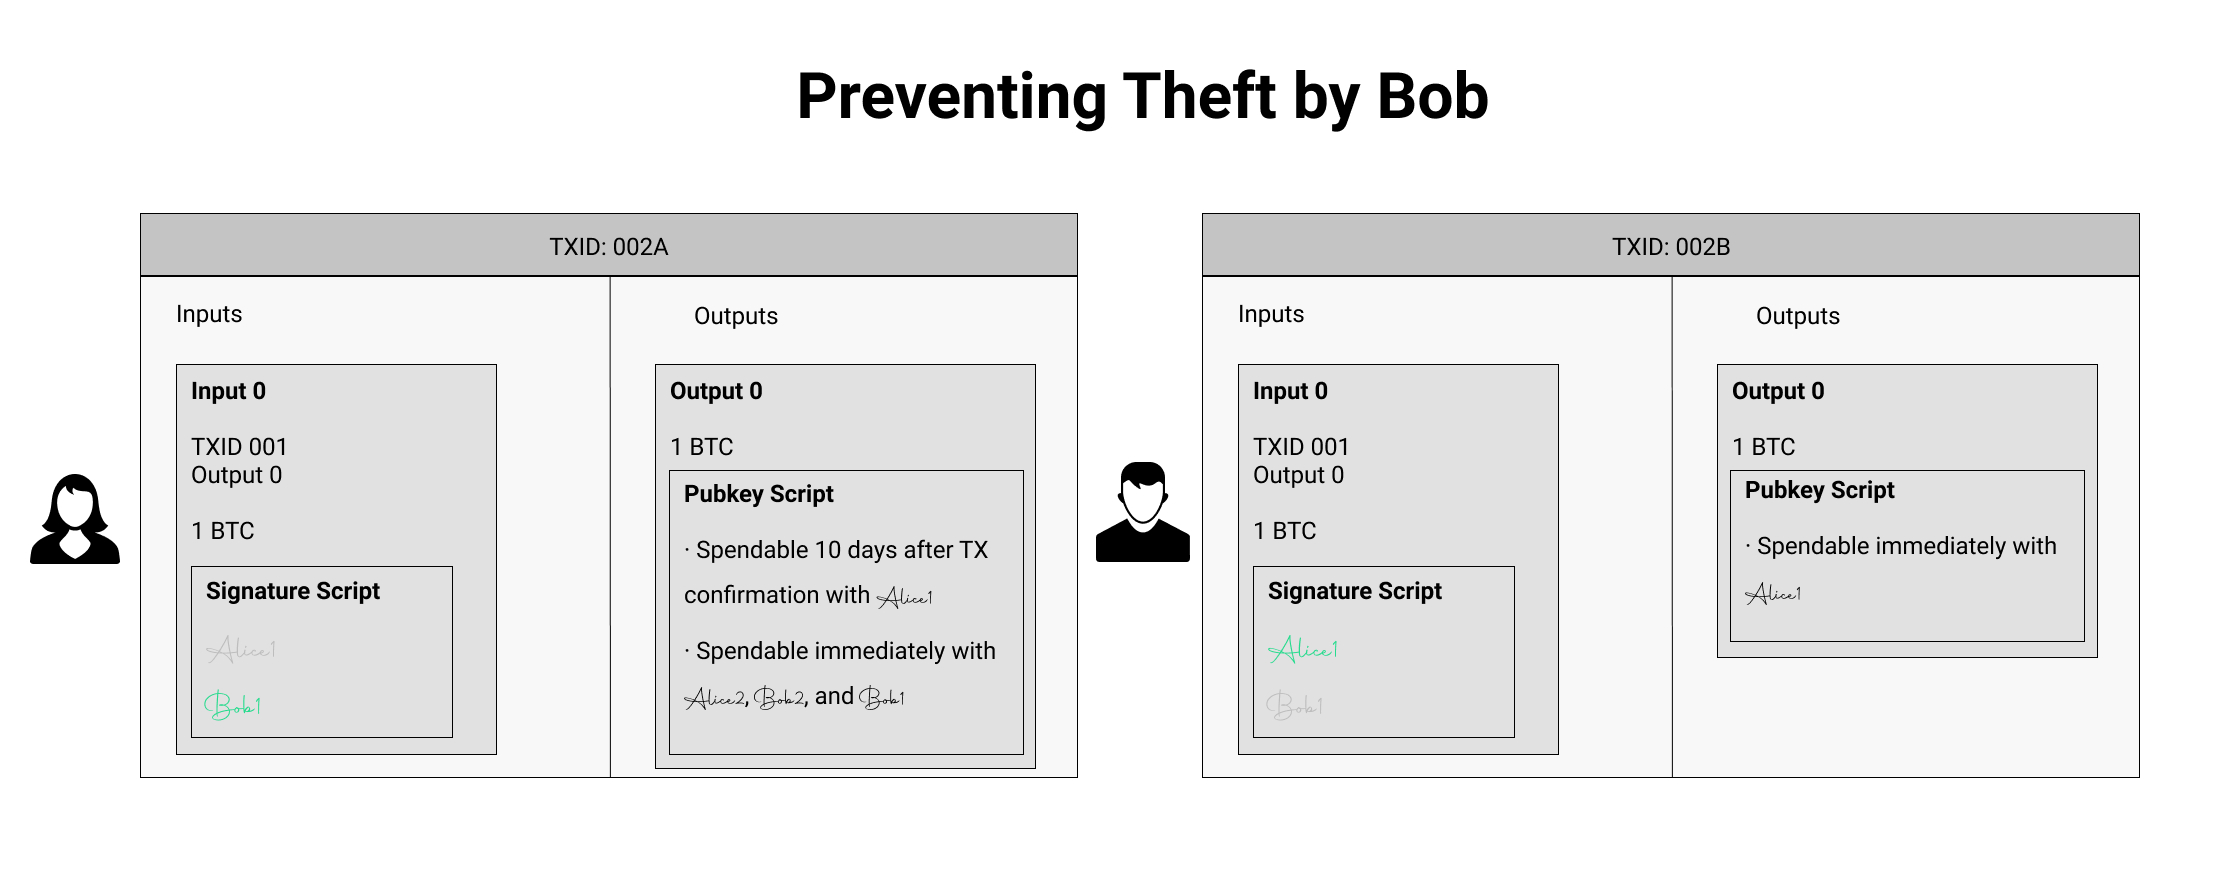 Preventing Theft by Bob
TXID: 002A
Inputs
Outputs
Input 0
TXID 001
Output 0
1 BTC
Signature Script
Alice1
Bob1
Output 0
1 BTC
Pubkey Script
· Spendable 10 days after TX
confirmation with Alice1
· Spendable immediately with
Alice2, Bob2, and Bob1
TXID: 002B
Inputs
Outputs
Input 0
TXID 001
Output 0
1 BTC
Signature Script
Alice1
Bob1
Output 0
1 BTC
Pubkey Script
· Spendable immediately with
Alice1